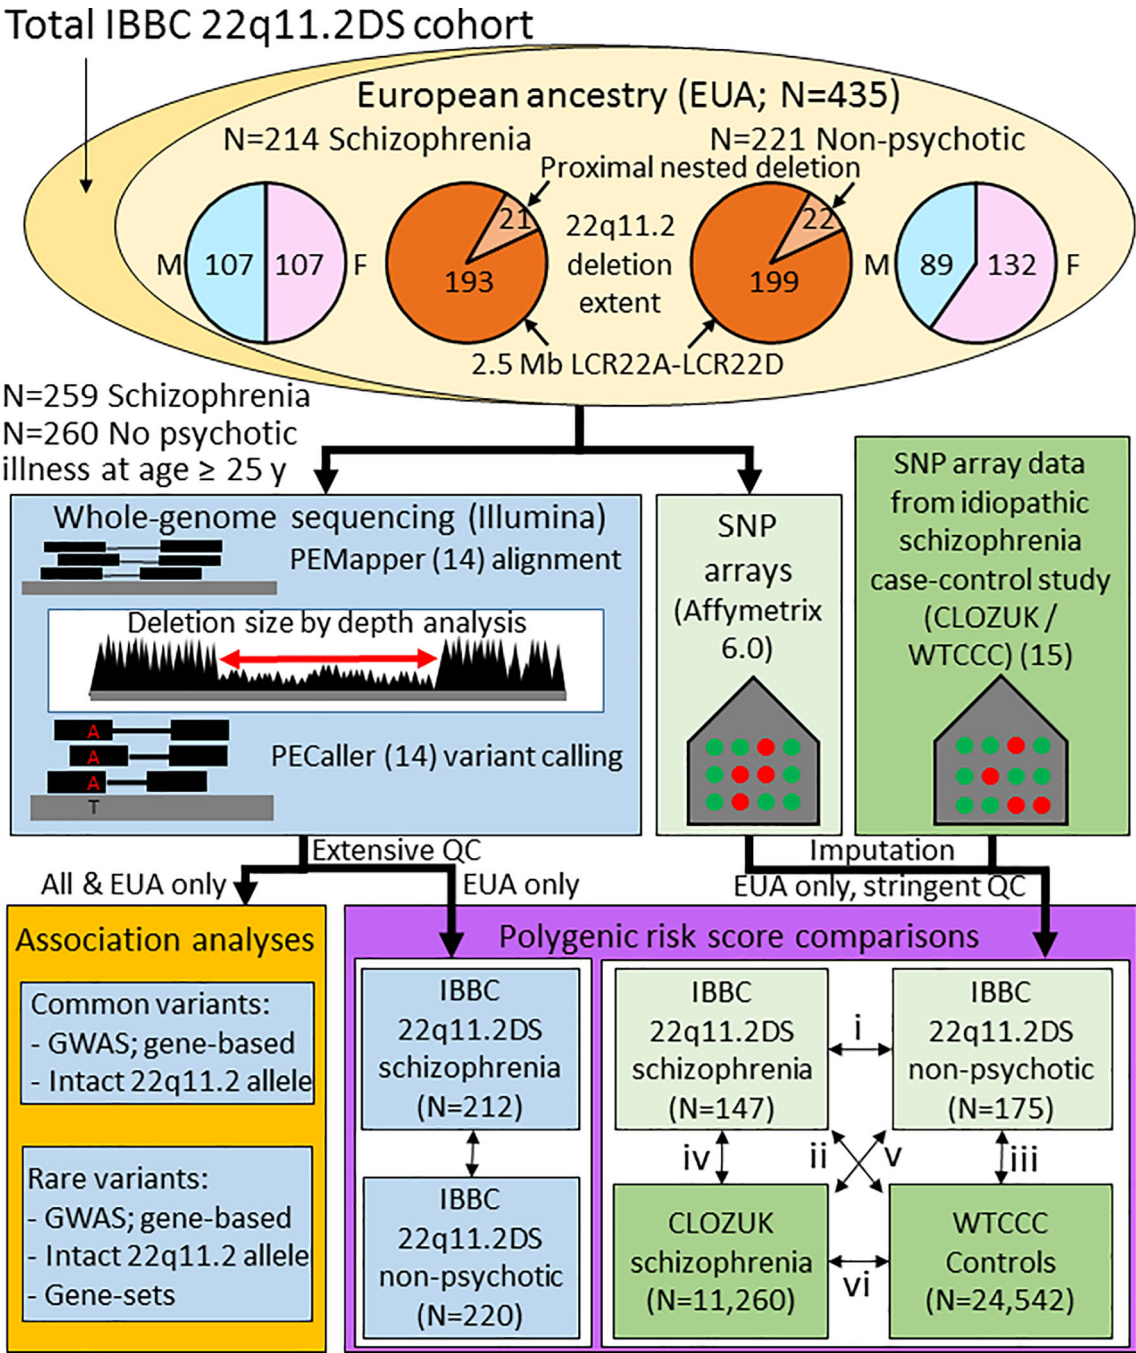 Total IBBC 22q11.2DS cohort
European ancestry (EUA; N=435)
N=214 Schizophrenia
N=221 Non-psychotic
Proximal nested deletion
M 107 107 F
21
193
22q11.2
deletion
extent
22
199
M 89 132 F
2.5 Mb LCR22A-LCR22D
N=259 Schizophrenia
N=260 No psychotic
illness at age ≥ 25 y
Whole-genome sequencing (Illumina)
PEMapper (14) alignment
Deletion size by depth analysis
A
A
A
T
PECaller (14) variant calling
SNP
arrays
(Affymetrix
6.0)
SNP array data
from idiopathic
schizophrenia
case-control study
(CLOZUK /
WTCCC) (15)
Extensive QC
All & EUA only
EUA only
Imputation
EUA only, stringent QC
Association analyses
Common variants:
- GWAS; gene-based
- Intact 22q11.2 allele
Rare variants:
- GWAS; gene-based
- Intact 22q11.2 allele
- Gene-sets
Polygenic risk score comparisons
IBBC
22q11.2DS
schizophrenia
(N=212)
IBBC
22q11.2DS
non-psychotic
(N=220)
IBBC
22q11.2DS
schizophrenia
(N=147)
i
IBBC
22q11.2DS
non-psychotic
(N=175)
iv
ii
v
iii
CLOZUK
schizophrenia
(N=11,260)
vi
WTCCC
Controls
(N=24,542)